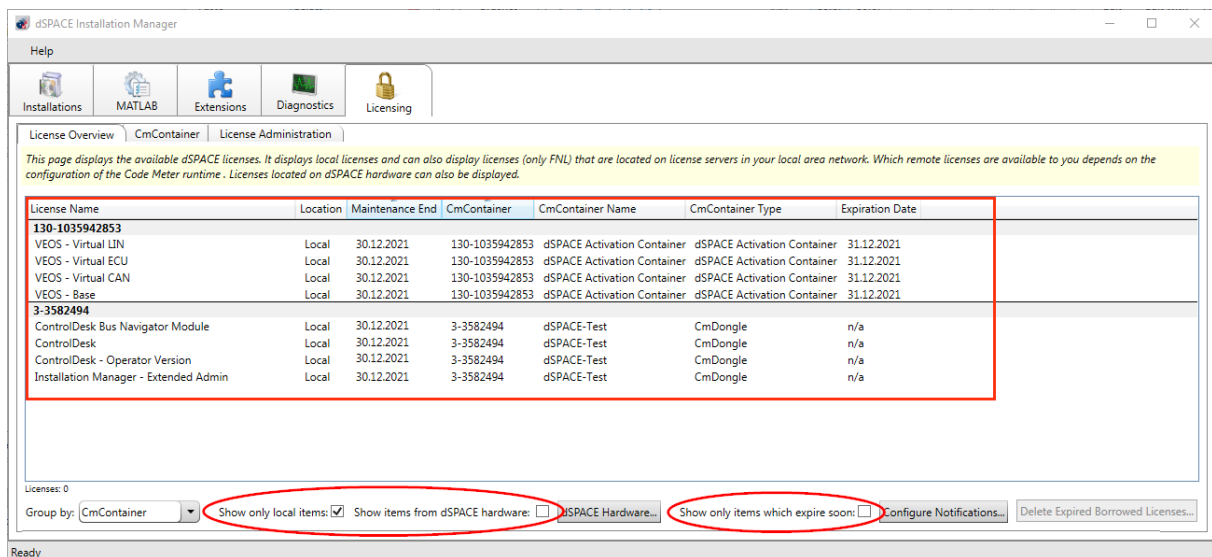 dSPACE Installation Manager
Help
Installations MATLAB Extensions Diagnostics Licensing
License Overview CmContainer License Administration
This page displays the available dSPACE licenses. It displays local licenses and can also display licenses (only FNL) that are located on license servers in your local area network. Which remote licenses are available to you depends on the
configuration of the Code Meter runtime . Licenses located on dSPACE hardware can also be displayed.
License Name Location Maintenance End CmContainer CmContainer Name CmContainer Type Expiration Date
130-1035942853
VEOS - Virtual LIN Local 30.12.2021 130-1035942853 dSPACE Activation Container dSPACE Activation Container 31.12.2021
VEOS - Virtual ECU Local 30.12.2021 130-1035942853 dSPACE Activation Container dSPACE Activation Container 31.12.2021
VEOS - Virtual CAN Local 30.12.2021 130-1035942853 dSPACE Activation Container dSPACE Activation Container 31.12.2021
VEOS - Base Local 30.12.2021 130-1035942853 dSPACE Activation Container dSPACE Activation Container 31.12.2021
3-3582494
ControlDesk Bus Navigator Module Local 30.12.2021 3-3582494 dSPACE-Test CmDongle n/a
ControlDesk Local 30.12.2021 3-3582494 dSPACE-Test CmDongle n/a
ControlDesk - Operator Version Local 30.12.2021 3-3582494 dSPACE-Test CmDongle n/a
Installation Manager - Extended Admin Local 30.12.2021 3-3582494 dSPACE-Test CmDongle n/a
Licenses: 0
Group by: CmContainer Show only local items: Show items from dSPACE hardware: dSPACE Hardware... Show only items which expire soon: Configure Notifications... Delete Expired Borrowed Licenses...
Ready